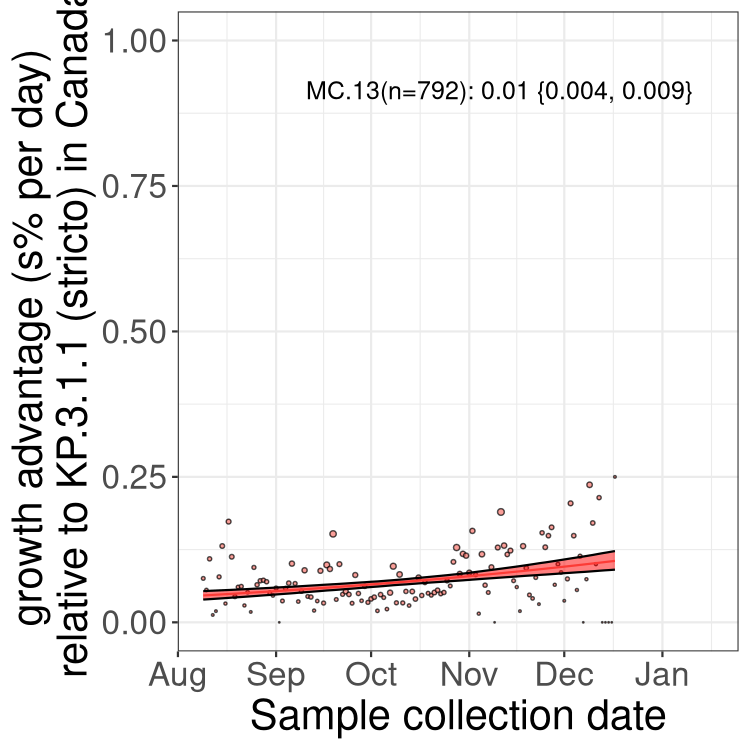 growth advantage (s% per day)
relative to KP.3.1.1 (stricto) in Canada
1.00
0.75
0.50
0.25
0.00
MC.13(n=792): 0.01 {0.004, 0.009}
Aug Sep Oct Nov Dec Jan
Sample collection date